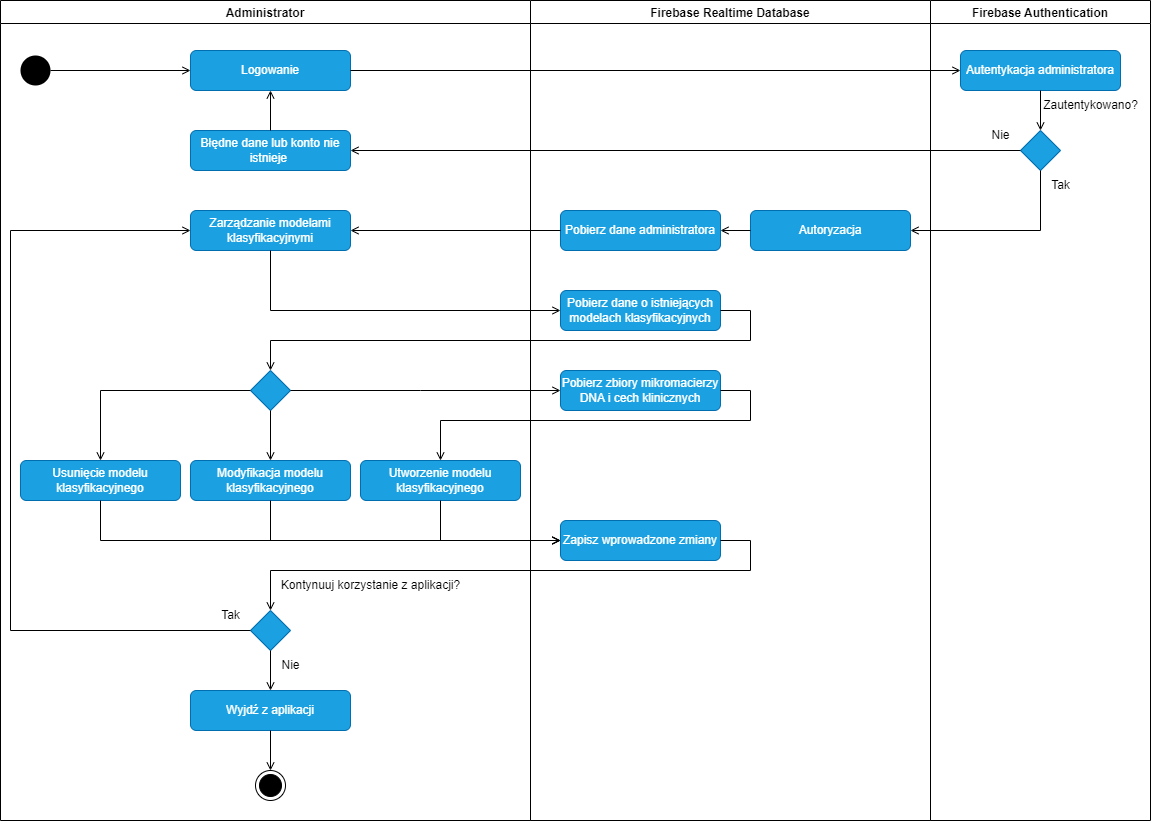 Administrator
Firebase Realtime Database
Firebase Authentication
Logowanie
Autentykacja administratora
Zautentykowano?
Nie
Błędne dane lub konto nie
istnieje
Tak
Zarządzanie modelami
klasyfikacyjnymi
Pobierz dane administratora
Autoryzacja
Pobierz dane o istniejących
modelach klasyfikacyjnych
Pobierz zbiory mikromacierzy
DNA i cech klinicznych
Usunięcie modelu
klasyfikacyjnego
Modyfikacja modelu
klasyfikacyjnego
Utworzenie modelu
klasyfikacyjnego
Zapisz wprowadzone zmiany
Kontynuuj korzystanie z aplikacji?
Tak
Nie
Wyjdź z aplikacji